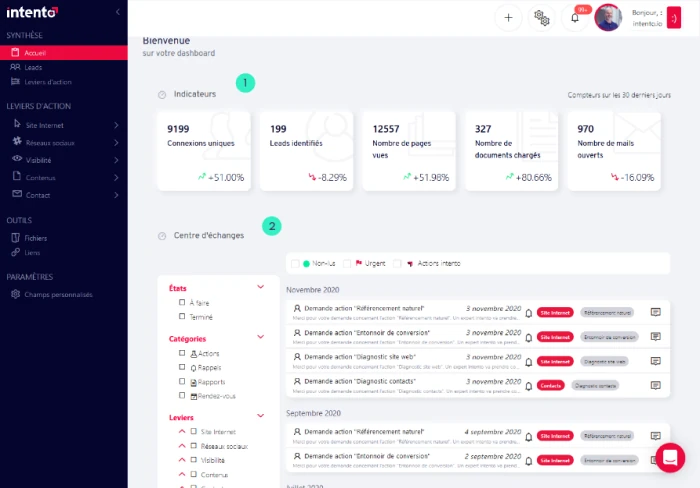 intento
SYNTHÈSE
Accueil
Leads
Leviers d'action
LEVIERS D'ACTION
Site Internet
Réseaux sociaux
Visibilité
Contenus
Contact
OUTILS
Fichiers
Liens
PARAMÈTRES
Champs personnalisés
+
99+
Bonjour, :
intento.io
:)
Bienvenue
sur votre dashboard
Indicateurs
1
Compteurs sur les 30 derniers jours
9199
Connexions uniques
+51.00%
199
Leads identifiés
-8.29%
12557
Nombre de pages
vues
+51.98%
327
Nombre de
documents chargés
+80.66%
970
Nombre de mails
ouverts
-16.09%
Centre d'échanges
2
États
À faire
Terminé
Catégories
Actions
Rappels
Rapports
Rendez-vous
Leviers
Site Internet
Réseaux sociaux
Visibilité
Contenus
Non-lus
Urgent
Actions Intento
Novembre 2020
Demande action "Référencement naturel"
3 novembre 2020
Site Internet
Référencement naturel
Merci pour votre demande concernant l'action "Référencement naturel". Un expert intento va prendre...
Demande action "Entonnoir de conversion"
3 novembre 2020
Site Internet
Entonnoir de conversion
Merci pour votre demande concernant l'action "Entonnoir de conversion". Un expert intento va prendre...
Demande action "Diagnostic site web"
3 novembre 2020
Site Internet
Diagnostic site web
Merci pour votre demande concernant l'action "Diagnostic site web". Un expert intento va prendre co...
Demande action "Diagnostic contacts"
3 novembre 2020
Contacts
Diagnostic contacts
Merci pour votre demande concernant l'action "Diagnostic contacts". Un expert intento va prendre co...
Septembre 2020
Demande action "Référencement naturel"
4 septembre 2020
Site Internet
Référencement naturel
Merci pour votre demande concernant l'action "Référencement naturel". Un expert intento va prendre...
Demande action "Entonnoir de conversion"
2 septembre 2020
Site Internet
Entonnoir de conversion
Merci pour votre demande concernant l'action "Entonnoir de conversion". Un expert intento va prendre...
Juillet 2020